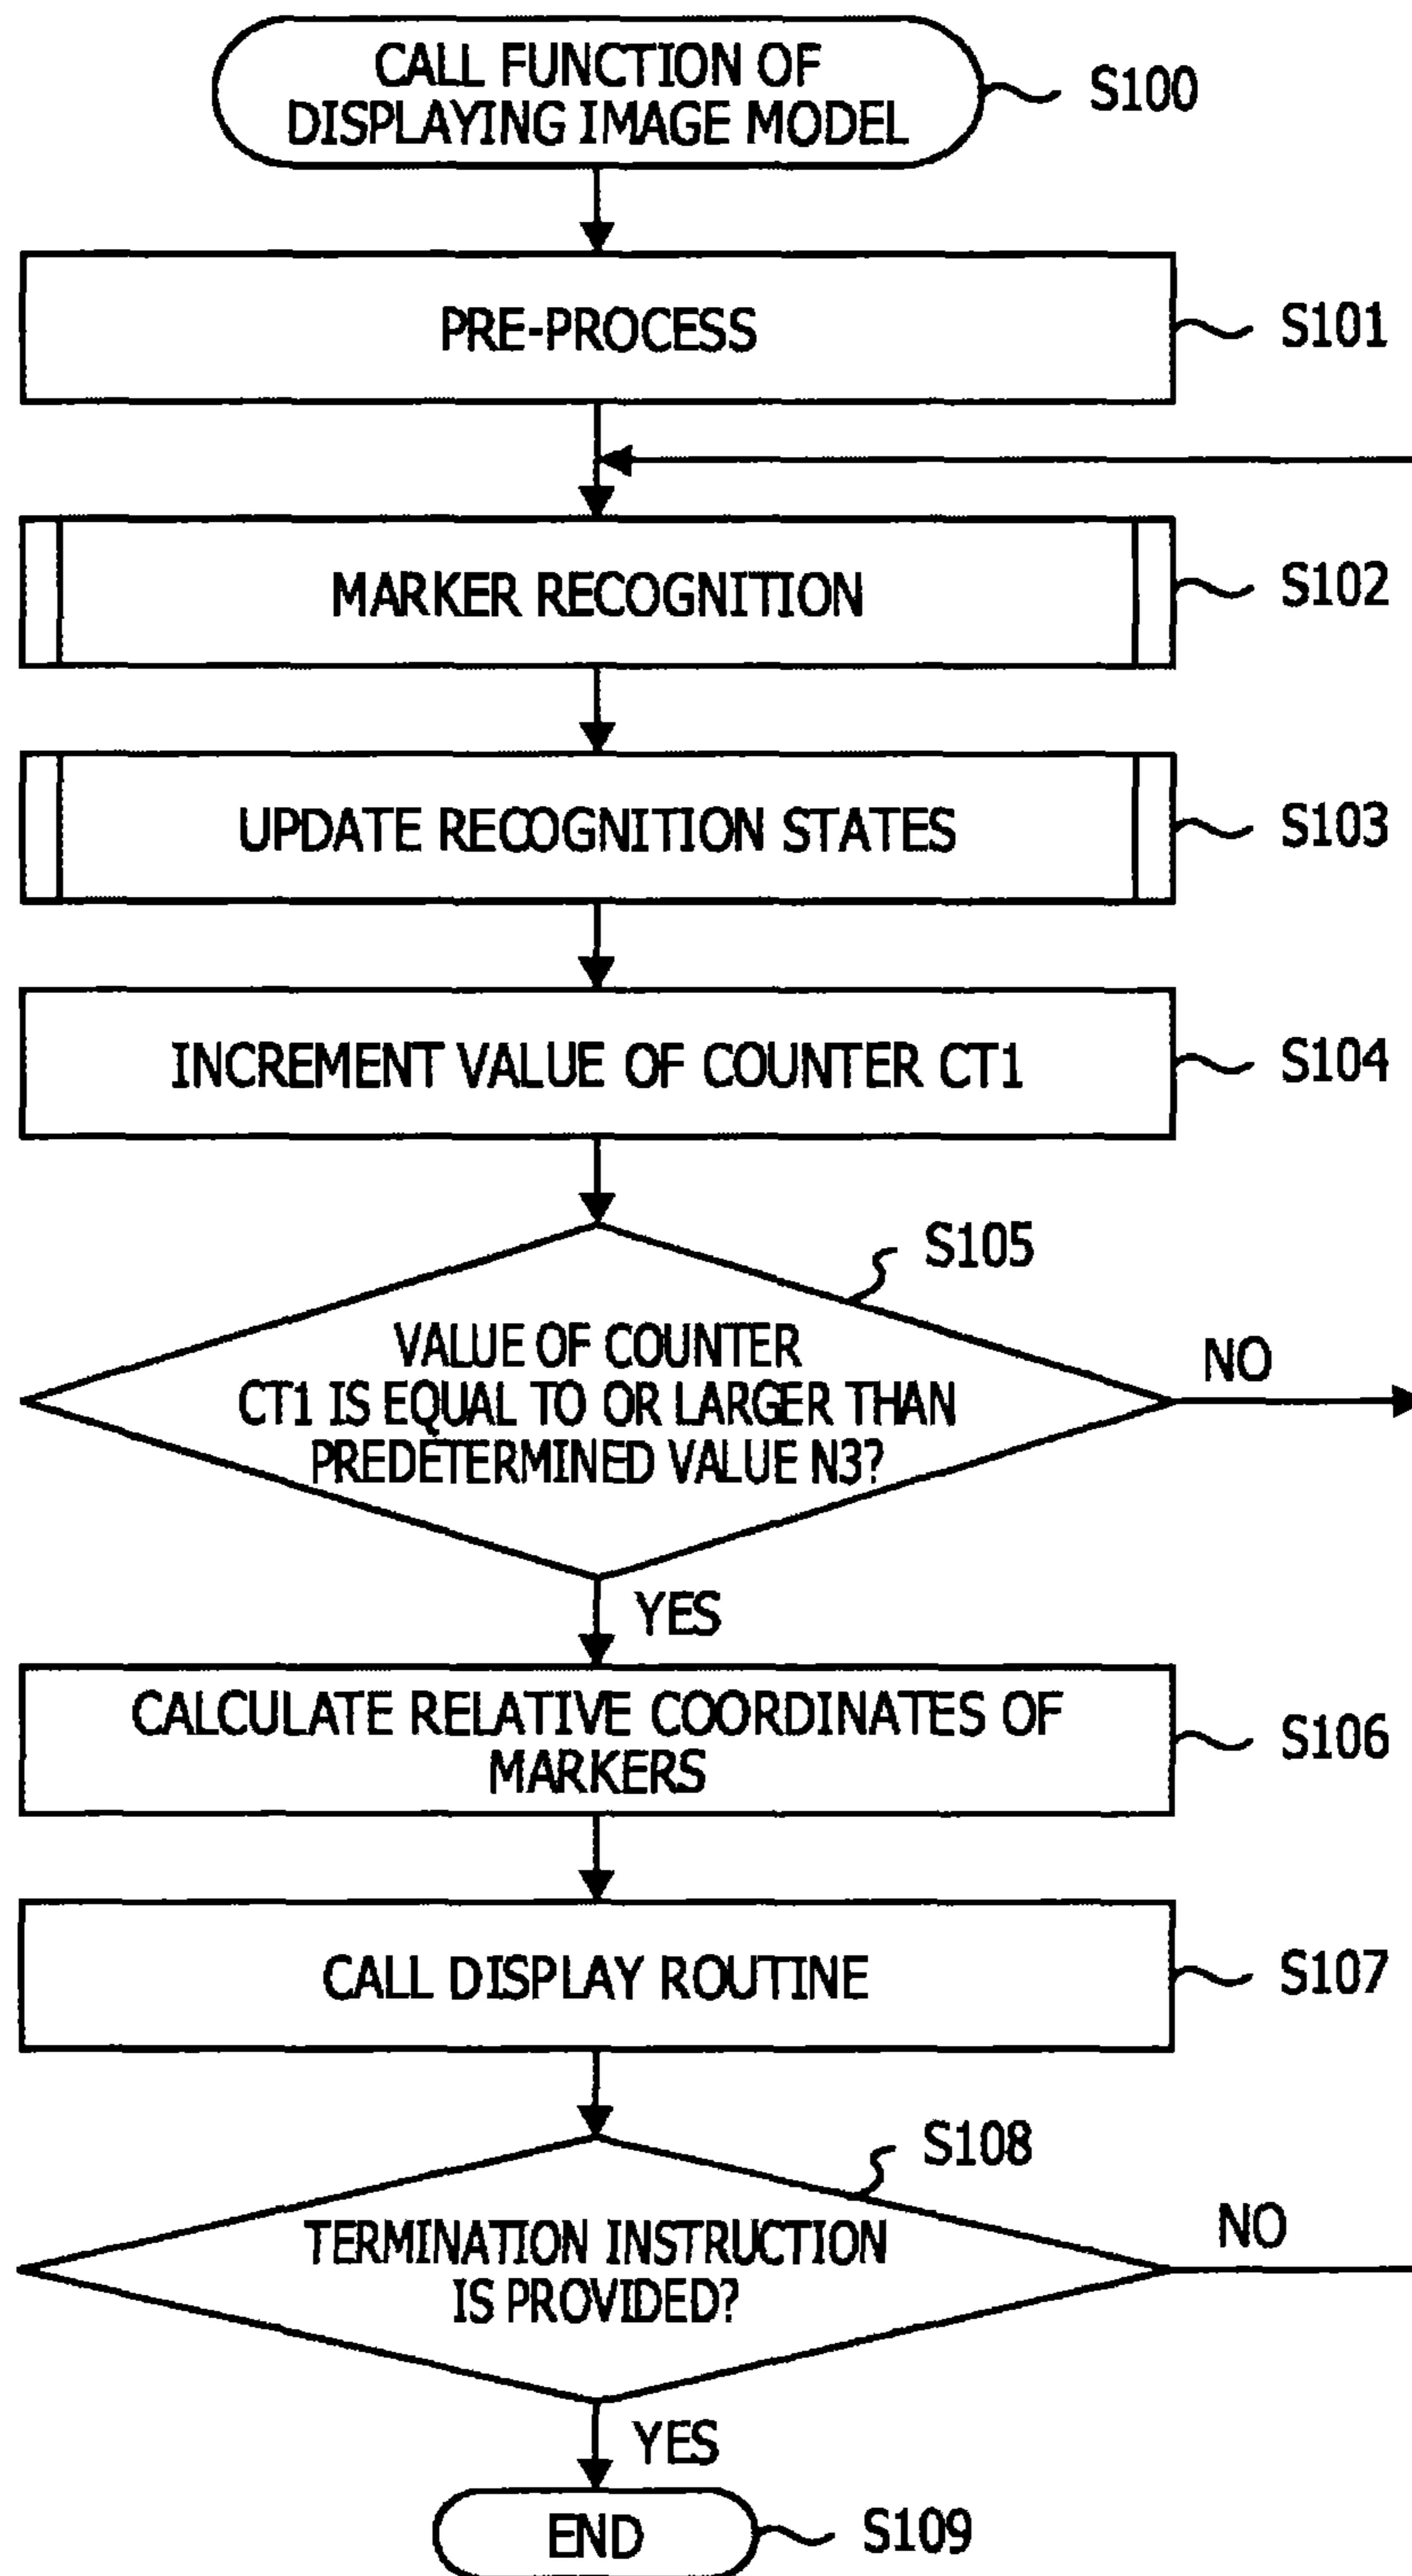 CALL FUNCTION OF
DISPLAYING IMAGE MODEL
S100
PRE-PROCESS
S101
MARKER RECOGNITION
S102
UPDATE RECOGNITION STATES
S103
INCREMENT VALUE OF COUNTER CT1
S104
S105
VALUE OF COUNTER
CT1 IS EQUAL TO OR LARGER THAN
PREDETERMINED VALUE N3?
NO
YES
CALCULATE RELATIVE COORDINATES OF
MARKERS
S106
CALL DISPLAY ROUTINE
S107
S108
TERMINATION INSTRUCTION
IS PROVIDED?
NO
YES
END
S109